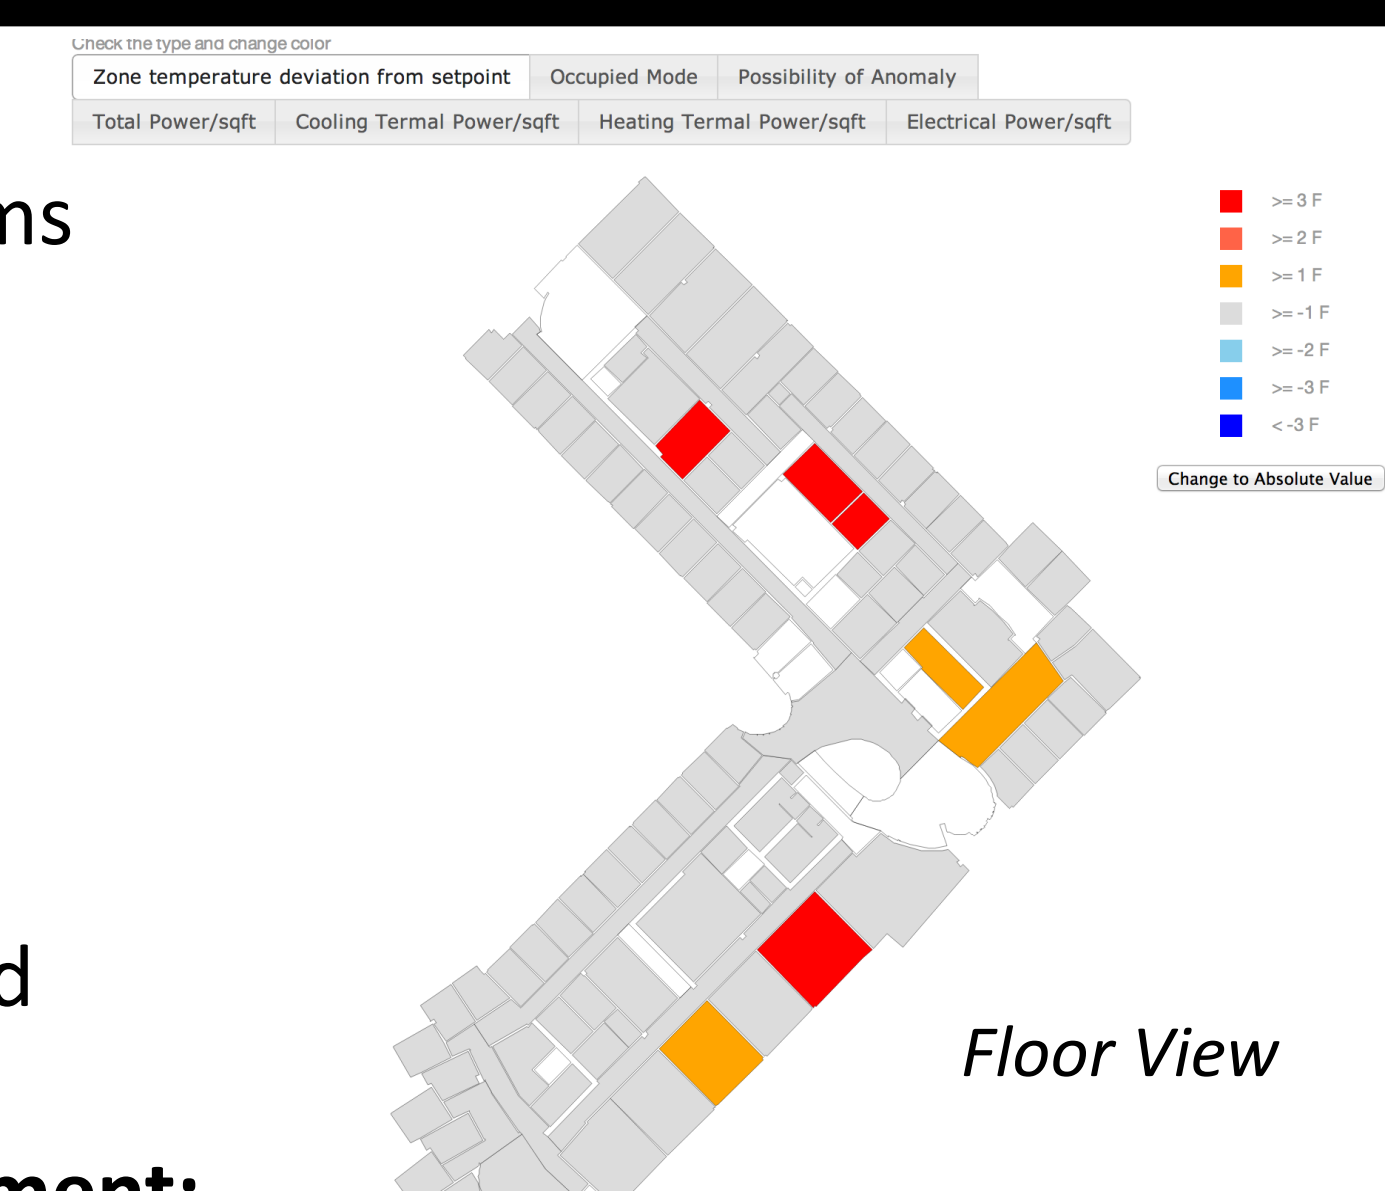 Check the type and change color
Zone temperature deviation from setpoint Occupied Mode Possibility of Anomaly
Total Power/sqft Cooling Termal Power/sqft Heating Termal Power/sqft Electrical Power/sqft
ms
>= 3 F
>= 2 F
>= 1 F
>= -1 F
>= -2 F
>= -3 F
< -3 F
Change to Absolute Value
d
Floor View
ment: